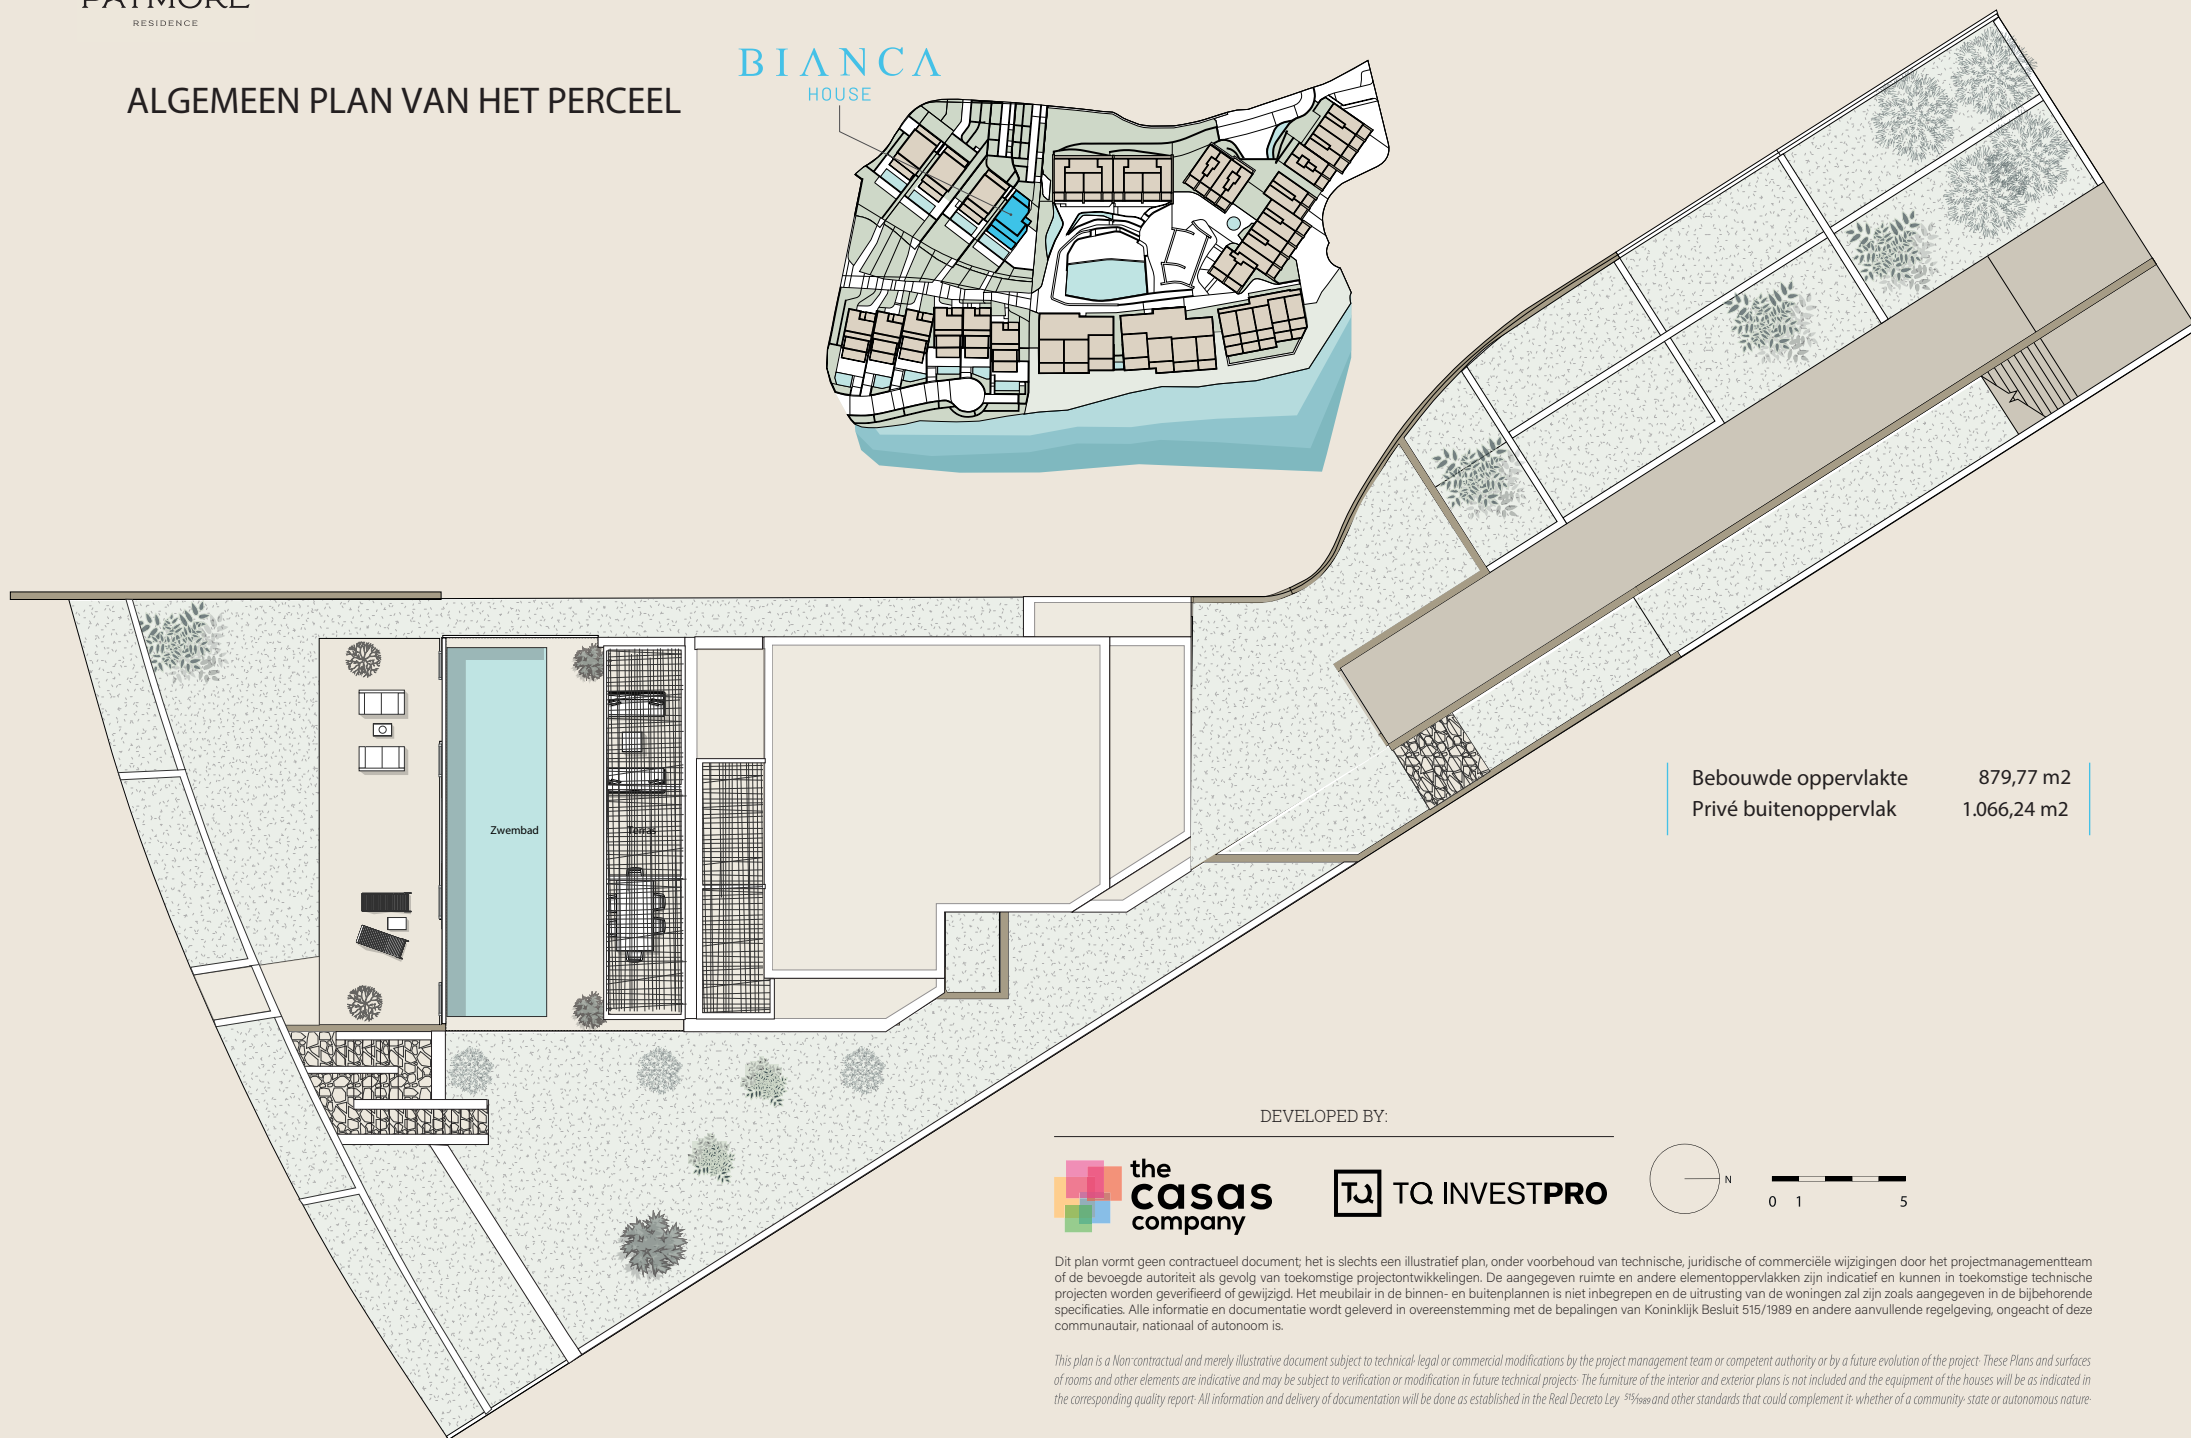 RESIDENCE
BIANCA
HOUSE
ALGEMEEN PLAN VAN HET PERCEEL
Zwembad
Terras
Bebouwde oppervlakte 879,77 m2
Privé buitenoppervlak 1.066,24 m2
DEVELOPED BY:
the
casas
company
TQ TQ INVESTPRO
N
0 1 5
Dit plan vormt geen contractueel document; het is slechts een illustratief plan, onder voorbehoud van technische, juridische of commerciële wijzigingen door het projectmanagementteam
of de bevoegde autoriteit als gevolg van toekomstige projectontwikkelingen. De aangegeven ruimte en andere elementoppervlakken zijn indicatief en kunnen in toekomstige technische
projecten worden geverifieerd of gewijzigd. Het meubilair in de binnen- en buitenplannen is niet inbegrepen en de uitrusting van de woningen zal zijn zoals aangegeven in de bijbehorende
specificaties. Alle informatie en documentatie wordt geleverd in overeenstemming met de bepalingen van Koninklijk Besluit 515/1989 en andere aanvullende regelgeving, ongeacht of deze
communautair, nationaal of autonoom is.
This plan is a Non-contractual and merely illustrative document subject to technical- legal or commercial modifications by the project management team or competent authority or by a future evolution of the project- These Plans and surfaces
of rooms and other elements are indicative and may be subject to verification or modification in future technical projects- The furniture of the interior and exterior plans is not included and the equipment of the houses will be as indicated in
the corresponding quality report- All information and delivery of documentation will be done as established in the Real Decreto Ley 515/1989 and other standards that could complement it- whether of a community- state or autonomous nature-